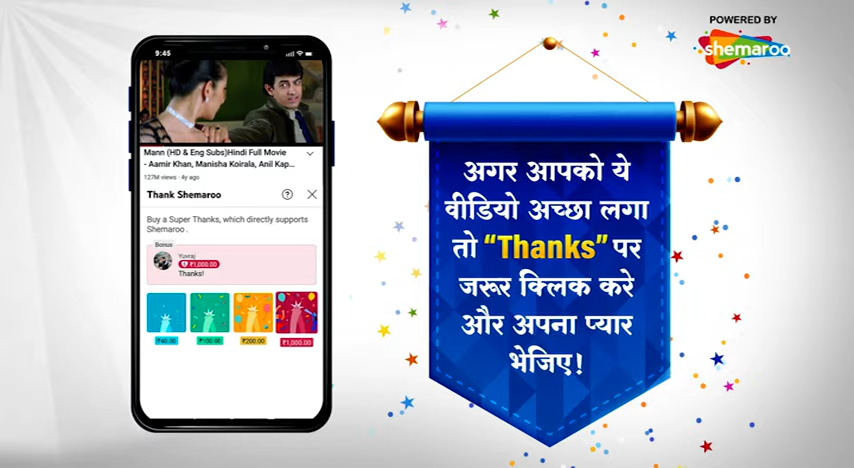 POWERED BY
shemaroo
9:45
Mann (HD & Eng Subs)Hindi Full Movie
- Aamir Khan, Manisha Koirala, Anil Kap...
127M views · 4y ago
Thank Shemaroo
Buy a Super Thanks, which directly supports
Shemaroo .
Bonus
Yuvraj
₹1,000.00
Thanks!
₹40.00 ₹100.00 ₹200.00 ₹1,000.00
अगर आपको ये
वीडियो अच्छा लगा
तो “Thanks” पर
जरूर क्लिक करे
और अपना प्यार
भेजिए!